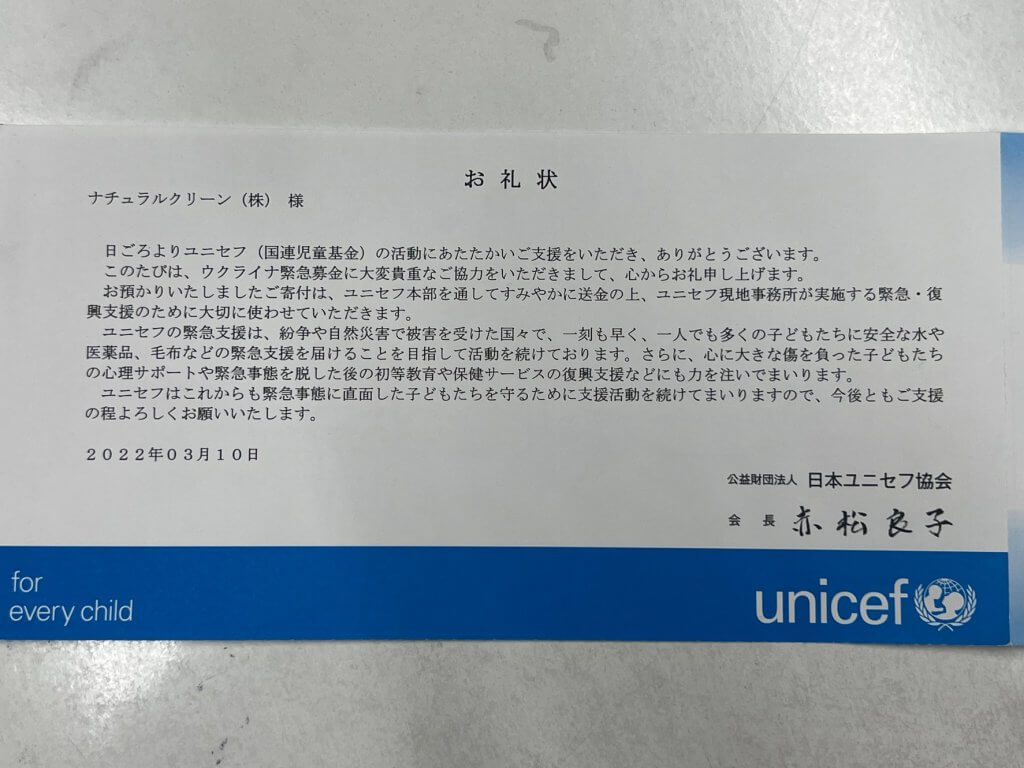 お礼状
ナチュラルクリーン（株） 様
日ごろよりユニセフ（国連児童基金）の活動にあたたかいご支援をいただき、ありがとうございます。
このたびは、ウクライナ緊急募金に大変貴重なご協力をいただきまして、心からお礼申し上げます。
お預かりいたしましたご寄付は、ユニセフ本部を通してすみやかに送金の上、ユニセフ現地事務所が実施する緊急・復
興支援のために大切に使わせていただきます。
ユニセフの緊急支援は、紛争や自然災害で被害を受けた国々で、一刻も早く、一人でも多くの子どもたちに安全な水や
医薬品、毛布などの緊急支援を届けることを目指して活動を続けております。さらに、心に大きな傷を負った子どもたち
の心理サポートや緊急事態を脱した後の初等教育や保健サービスの復興支援などにも力を注いでまいります。
ユニセフはこれからも緊急事態に直面した子どもたちを守るために支援活動を続けてまいりますので、今後ともご支援
の程よろしくお願いいたします。
２０２２年０３月１０日
公益財団法人 日本ユニセフ協会
会 長 赤松良子
for
every child
unicef